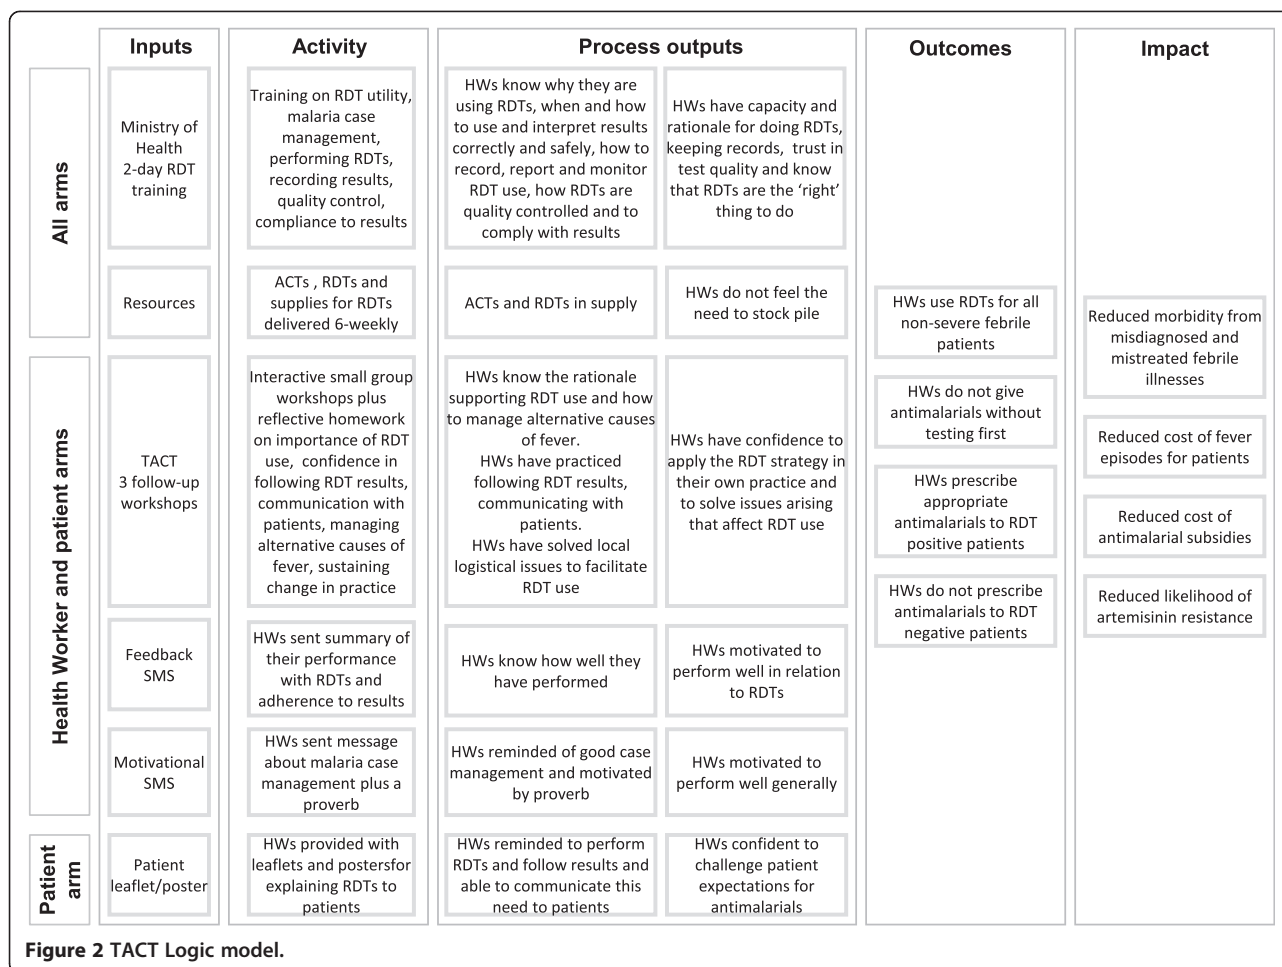 Inputs
Activity
Process outputs
Outcomes
Impact
All arms
Ministry of
Health
2-day RDT
training
Training on RDT utility,
malaria case
management,
performing RDTs,
recording results,
quality control,
compliance to results
HWs know why they are
using RDTs, when and how
to use and interpret results
correctly and safely, how to
record, report and monitor
RDT use, how RDTs are
quality controlled and to
comply with results
HWs have capacity and
rationale for doing RDTs,
keeping records, trust in
test quality and know
that RDTs are the ‘right’
thing to do
Resources
ACTs , RDTs and
supplies for RDTs
delivered 6-weekly
ACTs and RDTs in supply
HWs do not feel the
need to stock pile
Health Worker and patient arms
TACT
3 follow-up
workshops
Interactive small group
workshops plus
reflective homework
on importance of RDT
use, confidence in
following RDT results,
communication with
patients, managing
alternative causes of
fever, sustaining
change in practice
HWs know the rationale
supporting RDT use and how
to manage alternative causes
of fever.
HWs have practiced
following RDT results,
communicating with
patients.
HWs have solved local
logistical issues to facilitate
RDT use
HWs have confidence to
apply the RDT strategy in
their own practice and
to solve issues arising
that affect RDT use
Feedback
SMS
HWs sent summary of
their performance
with RDTs and
adherence to results
HWs know how well they
have performed
HWs motivated to
perform well in relation
to RDTs
Motivational
SMS
HWs sent message
about malaria case
management plus a
proverb
HWs reminded of good case
management and motivated
by proverb
HWs motivated to
perform well generally
Patient
arm
Patient
leaflet/poster
HWs provided with
leaflets and postersfor
explaining RDTs to
patients
HWs reminded to perform
RDTs and follow results and
able to communicate this
need to patients
HWs confident to
challenge patient
expectations for
antimalarials
HWs use RDTs for all
non-severe febrile
patients
HWs do not give
antimalarials without
testing first
HWs prescribe
appropriate
antimalarials to RDT
positive patients
HWs do not prescribe
antimalarials to RDT
negative patients
Reduced morbidity from
misdiagnosed and
mistreated febrile
illnesses
Reduced cost of fever
episodes for patients
Reduced cost of
antimalarial subsidies
Reduced likelihood of
artemisinin resistance
Figure 2 TACT Logic model.